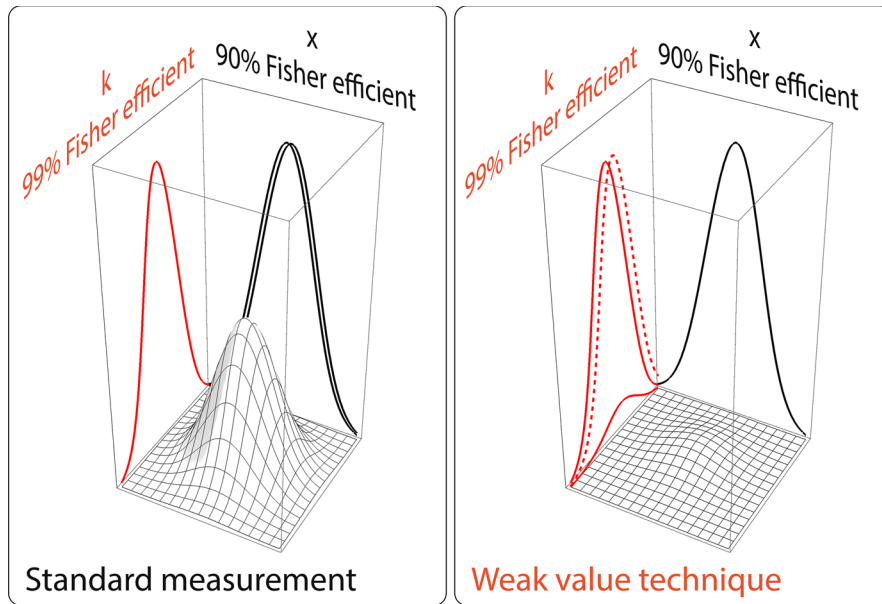 k
99% Fisher efficient
x
90% Fisher efficient
Standard measurement
k
99% Fisher efficient
x
90% Fisher efficient
Weak value technique